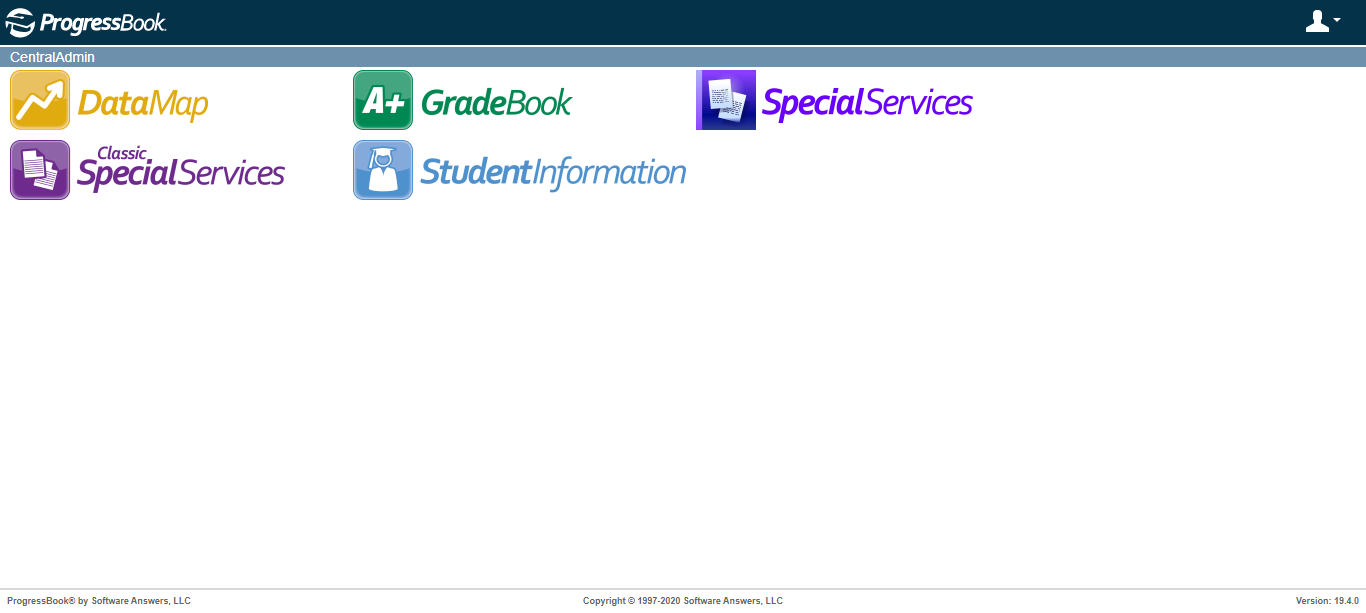 ProgressBook.
CentralAdmin
DataMap
A+ GradeBook
SpecialServices
Classic
SpecialServices
StudentInformation
ProgressBook® by Software Answers, LLC
Copyright © 1997-2020 Software Answers, LLC
Version: 19.4.0